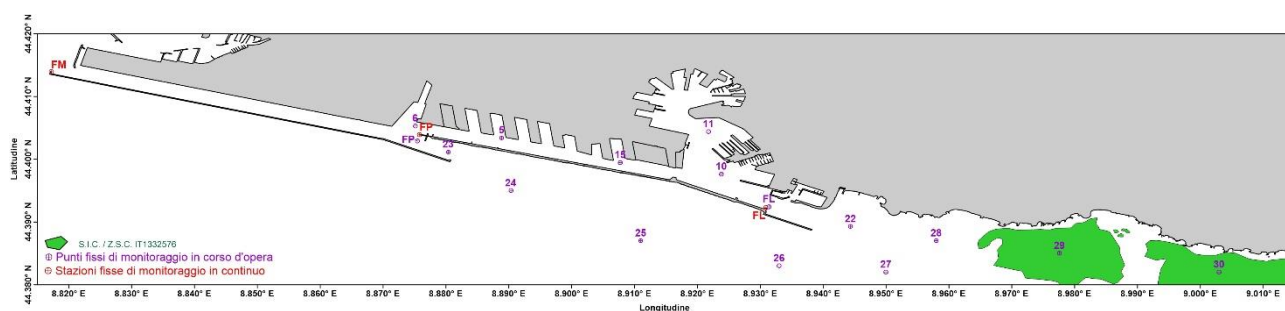 44.420° N
44.410° N
44.400° N
44.390° N
44.380° N
Latitudine
FM
6
FP
FP
23
5
24
15
11
10
FL
FL
25
26
22
27
28
29
30
S.I.C. / Z.S.C. IT1332576
Punti fissi di monitoraggio in corso d'opera
Stazioni fisse di monitoraggio in continuo
8.820° E 8.830° E 8.840° E 8.850° E 8.860° E 8.870° E 8.880° E 8.890° E 8.900° E 8.910° E 8.920° E 8.930° E 8.940° E 8.950° E 8.960° E 8.970° E 8.980° E 8.990° E 9.000° E 9.010° E
Longitudine